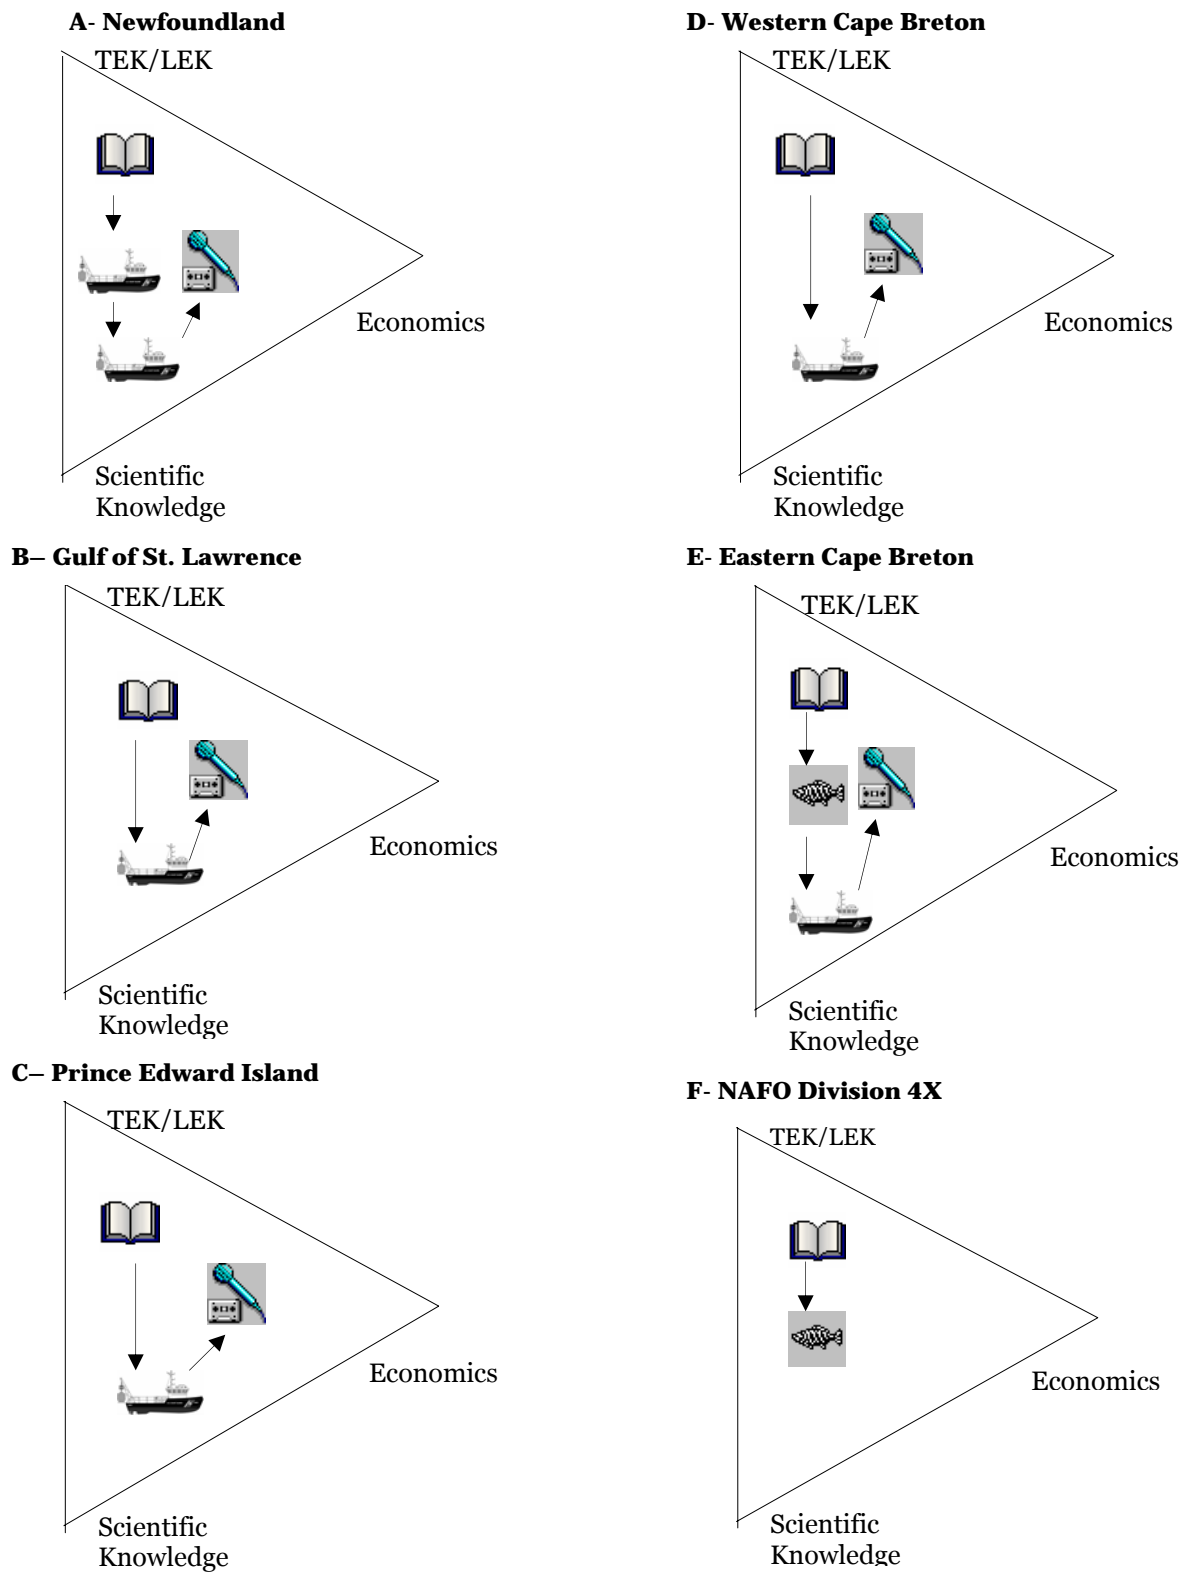 A- Newfoundland
TEK/LEK
Economics
Scientific
Knowledge
B– Gulf of St. Lawrence
TEK/LEK
Economics
Scientific
Knowledge
C– Prince Edward Island
TEK/LEK
Economics
Scientific
Knowledge
D- Western Cape Breton
TEK/LEK
Economics
Scientific
Knowledge
E- Eastern Cape Breton
TEK/LEK
Economics
Scientific
Knowledge
F- NAFO Division 4X
TEK/LEK
Economics
Scientific
Knowledge